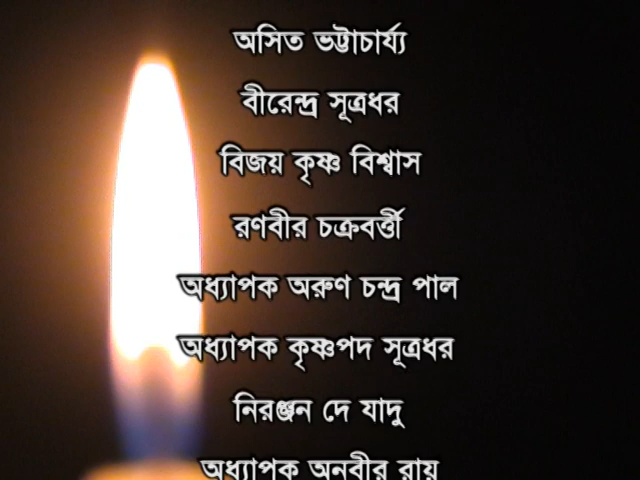 অসিত ভট্টাচার্য্য
বীরেন্দ্র সূত্রধর
বিজয় কৃষ্ণ বিশ্বাস
রণবীর চক্রবর্ত্তী
অধ্যাপক অরুণ চন্দ্র পাল
অধ্যাপক কৃষ্ণপদ সূত্রধর
নিরঞ্জন দে যাদু
অধ্যাপক অনবীর রায়